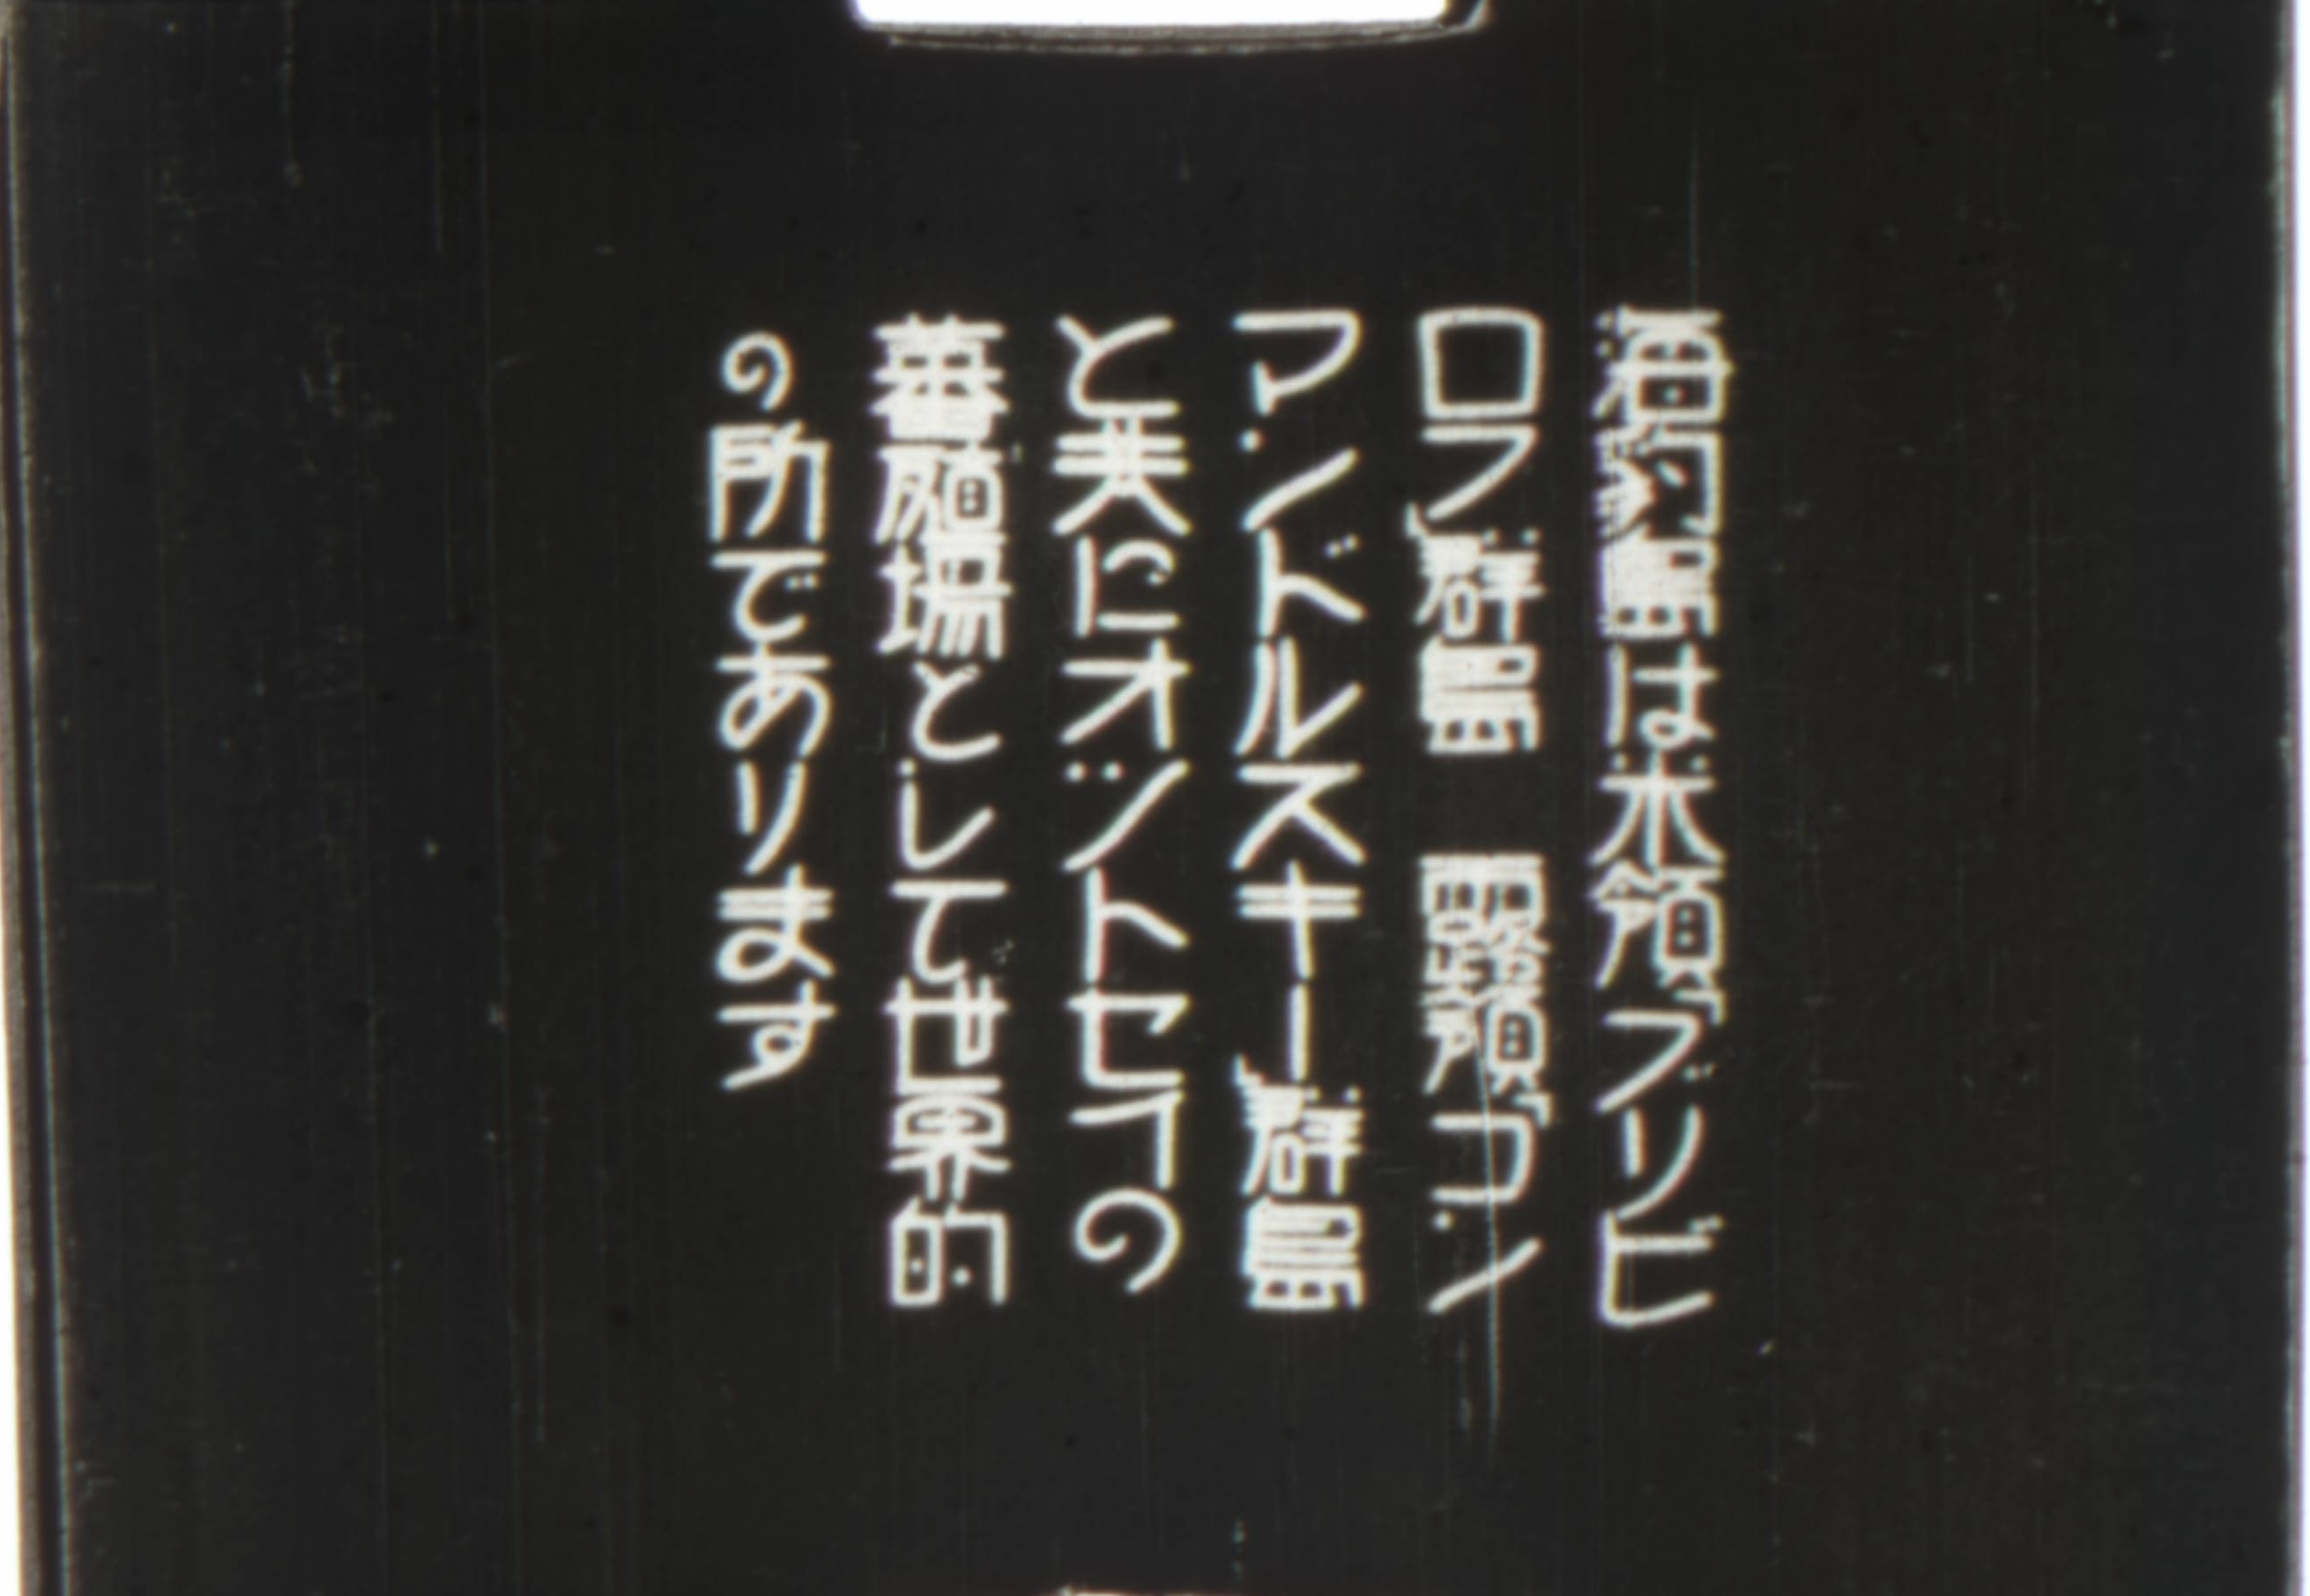 海豹島は米領「プリビ
ロフ」群島　露領「コン
マンドルスキー」群島
と共にオットセイの
蕃殖場として世界的
の所であります